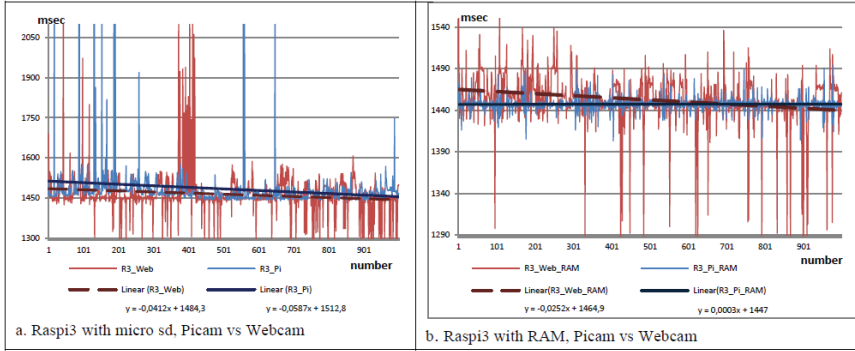 msec
2050
1900
1750
1600
1450
1300
1 101 201 301 401 501 601 701 801 901
number
R3_Web R3_Pi
Linear (R3_Web) Linear (R3_Pi)
y = -0,0412x + 1484,3 y = -0,0587x + 1512,8
a. Raspi3 with micro sd, Picam vs Webcam
msec
1540
1490
1440
1390
1340
1290
1 101 201 301 401 501 601 701 801 901
number
R3_Web_RAM R3_Pi_RAM
Linear(R3_Web_RAM) Linear(R3_Pi_RAM)
y = -0,0252x + 1464,9 y = 0,0003x + 1447
b. Raspi3 with RAM, Picam vs Webcam